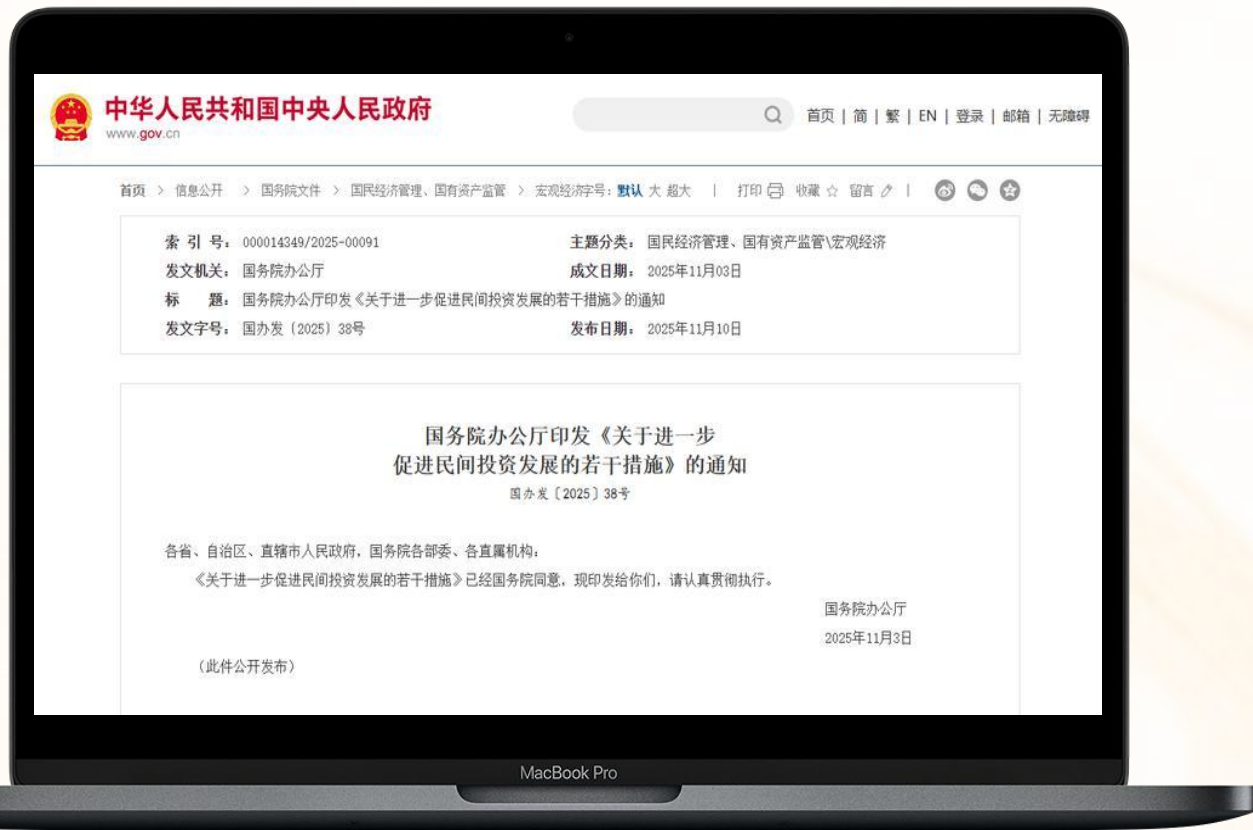 中华人民共和国中央人民政府
www.gov.cn
首页 | 简 | 繁 | EN | 登录 | 邮箱 | 无障碍
首页 > 信息公开 > 国务院文件 > 国民经济管理、国有资产监管 > 宏观经济字号：默认 大 超大 | 打印 收藏 留言 |
索 引 号： 000014349/2025-00091 主题分类： 国民经济管理、国有资产监管\宏观经济
发文机关： 国务院办公厅 成文日期： 2025年11月03日
标 题： 国务院办公厅印发《关于进一步促进民间投资发展的若干措施》的通知
发文字号： 国办发〔2025〕38号 发布日期： 2025年11月10日
国务院办公厅印发《关于进一步
促进民间投资发展的若干措施》的通知
国办发〔2025〕38号
各省、自治区、直辖市人民政府，国务院各部委、各直属机构：
《关于进一步促进民间投资发展的若干措施》已经国务院同意，现印发给你们，请认真贯彻执行。
国务院办公厅
2025年11月3日
（此件公开发布）
MacBook Pro